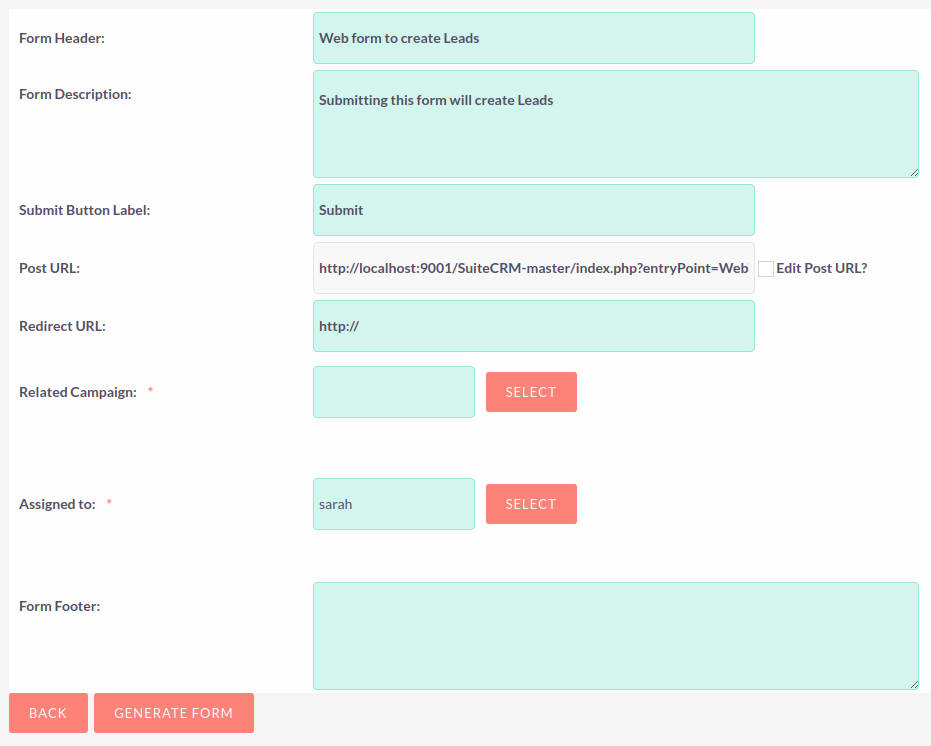 Form Header: Web form to create Leads
Form Description: Submitting this form will create Leads
Submit Button Label: Submit
Post URL: http://localhost:9001/SuiteCRM-master/index.php?entryPoint=Web Edit Post URL?
Redirect URL: http://
Related Campaign: * SELECT
Assigned to: * sarah SELECT
Form Footer:
BACK GENERATE FORM